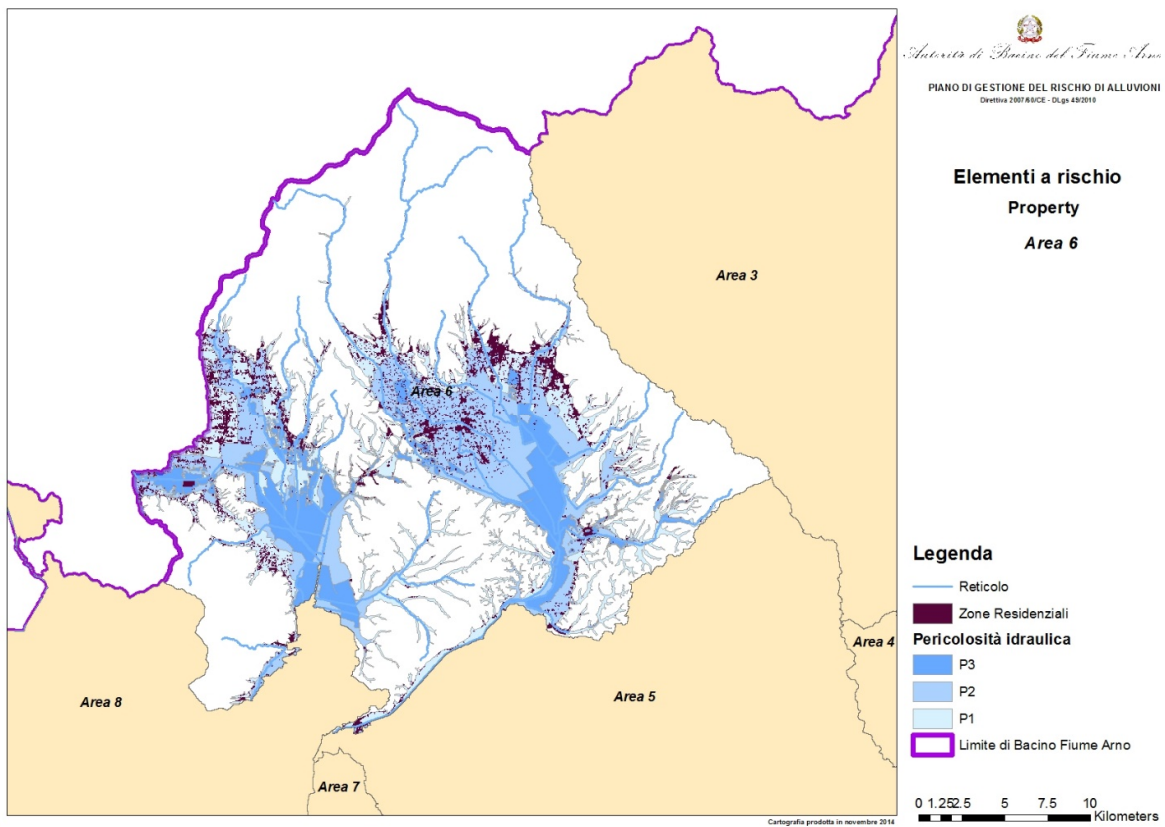 Autorità di Bacino del Fiume Arno
PIANO DI GESTIONE DEL RISCHIO DI ALLUVIONI
Direttiva 2007/60/CE - DLgs 49/2010
Elementi a rischio
Property
Area 6
Area 3
Area 6
Area 4
Area 5
Area 8
Area 7
Legenda
Reticolo
Zone Residenziali
Pericolosità idraulica
P3
P2
P1
Limite di Bacino Fiume Arno
0 1.252.5 5 7.5 10
Kilometers
Cartografia prodotta in novembre 2014